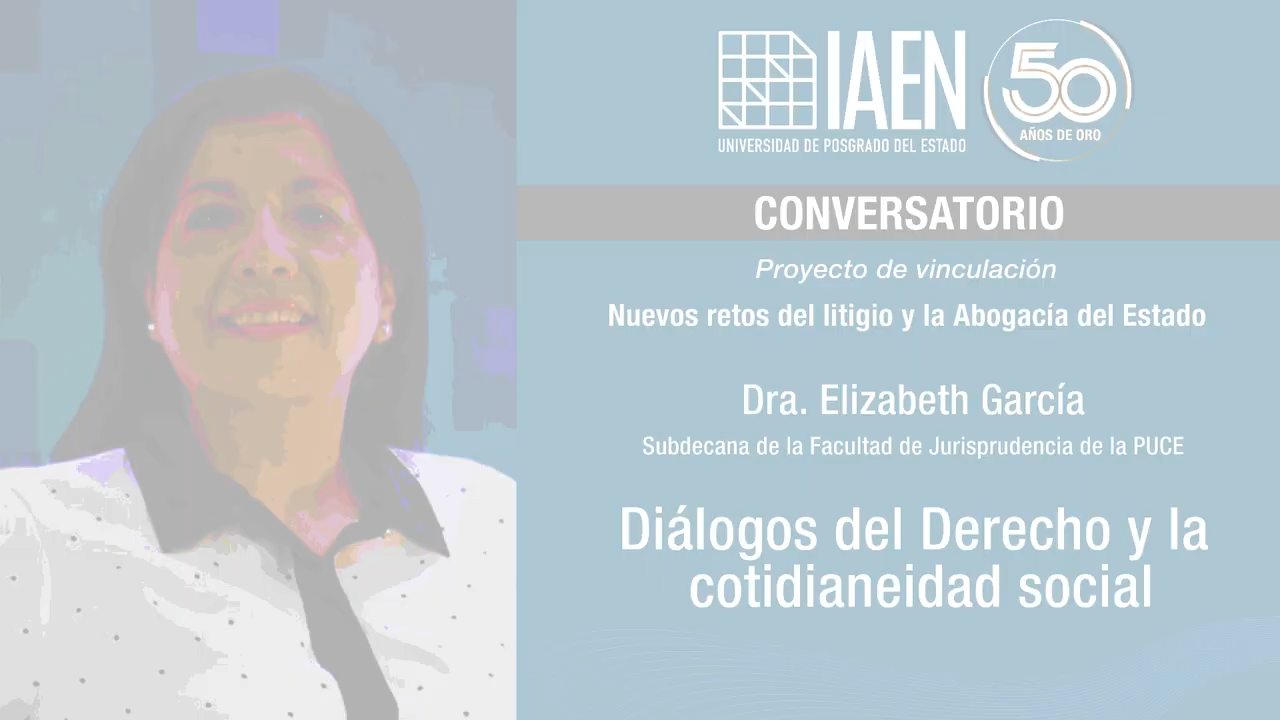 IAEN
UNIVERSIDAD DE POSGRADO DEL ESTADO
50
AÑOS DE ORO
CONVERSATORIO
Proyecto de vinculación
Nuevos retos del litigio y la Abogacía del Estado
Dra. Elizabeth García
Subdecana de la Facultad de Jurisprudencia de la PUCE
Diálogos del Derecho y la
cotidianeidad social